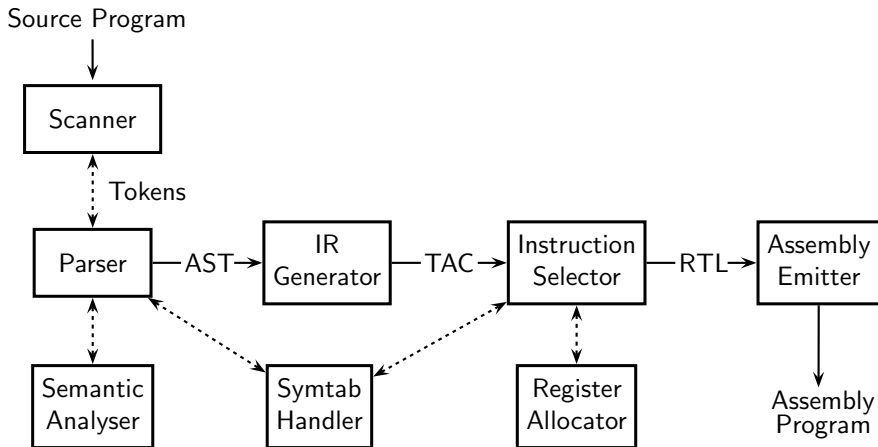 Source Program
Scanner
Tokens
Parser
AST
IR
Generator
TAC
Instruction
Selector
RTL
Assembly
Emitter
Semantic
Analyser
Symtab
Handler
Register
Allocator
Assembly
Program